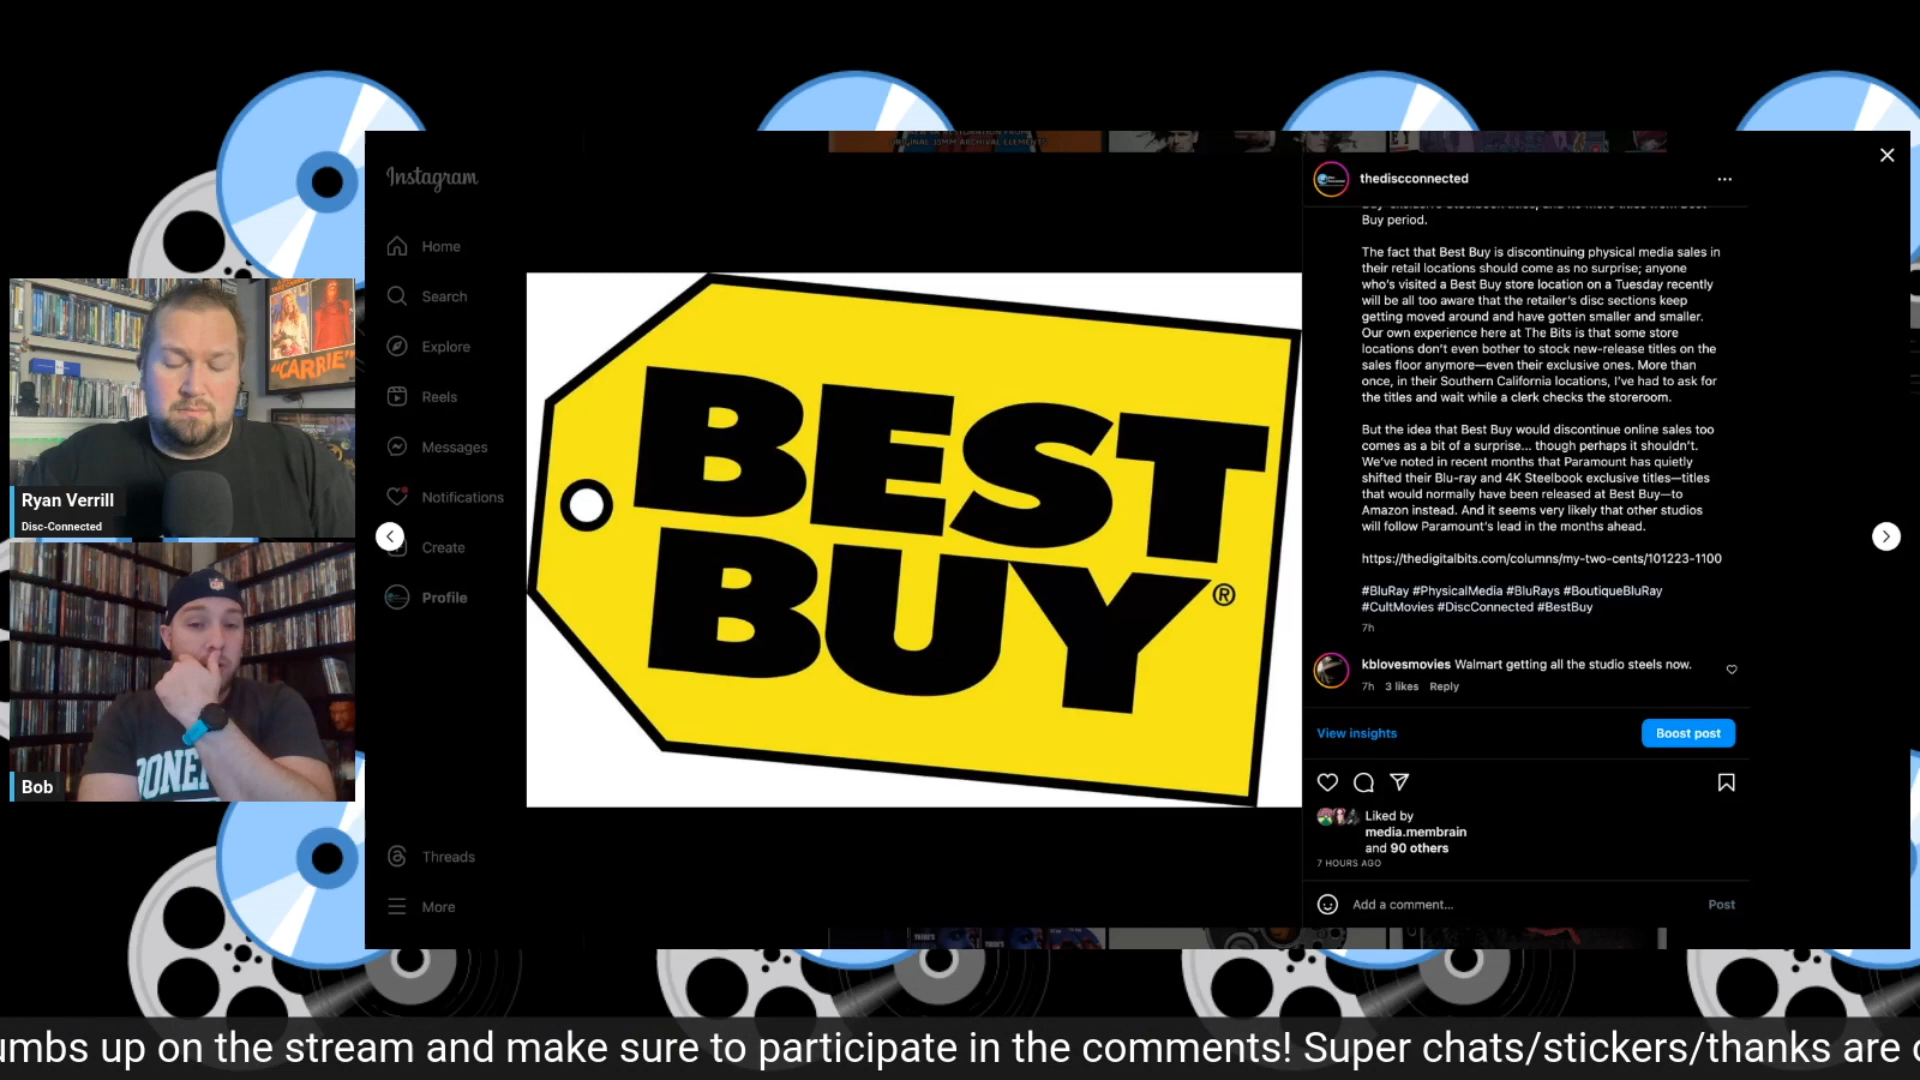 ORIGINAL 35MM ARCHIVAL ELEMENTS
Instagram
Home
Search
Explore
Reels
Messages
Notifications
Create
Profile
Threads
More
"CARRIE"
Ryan Verrill
Disc-Connected
Bob
BEST
BUY®
thediscconnected
Buy period.
The fact that Best Buy is discontinuing physical media sales in
their retail locations should come as no surprise; anyone
who's visited a Best Buy store location on a Tuesday recently
will be all too aware that the retailer's disc sections keep
getting moved around and have gotten smaller and smaller.
Our own experience here at The Bits is that some store
locations don't even bother to stock new-release titles on the
sales floor anymore—even their exclusive ones. More than
once, in their Southern California locations, I've had to ask for
the titles and wait while a clerk checks the storeroom.
But the idea that Best Buy would discontinue online sales too
comes as a bit of a surprise... though perhaps it shouldn't.
We've noted in recent months that Paramount has quietly
shifted their Blu-ray and 4K Steelbook exclusive titles—titles
that would normally have been released at Best Buy—to
Amazon instead. And it seems very likely that other studios
will follow Paramount's lead in the months ahead.
https://thedigitalbits.com/columns/my-two-cents/101223-1100
#BluRay #PhysicalMedia #BluRays #BoutiqueBluRay
#CultMovies #DiscConnected #BestBuy
7h
kblovesmovies Walmart getting all the studio steels now.
7h 3 likes Reply
View insights
Boost post
Liked by
media.membrain
and 90 others
7 HOURS AGO
Add a comment...
Post
umbs up on the stream and make sure to participate in the comments! Super chats/stickers/thanks are